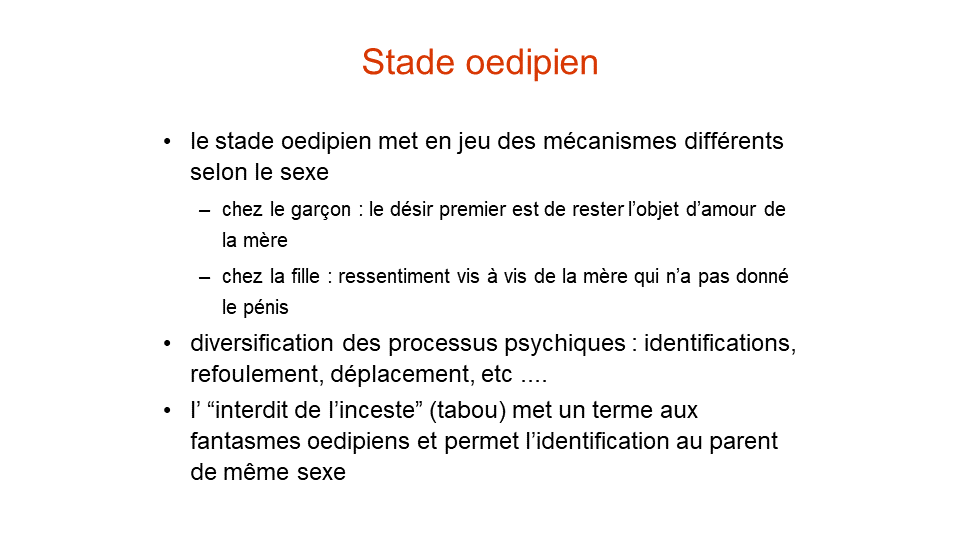 Stade oedipien
• le stade oedipien met en jeu des mécanismes différents
selon le sexe
– chez le garçon : le désir premier est de rester l’objet d’amour de
la mère
– chez la fille : ressentiment vis à vis de la mère qui n’a pas donné
le pénis
• diversification des processus psychiques : identifications,
refoulement, déplacement, etc ....
• l’ “interdit de l’inceste” (tabou) met un terme aux
fantasmes oedipiens et permet l’identification au parent
de même sexe